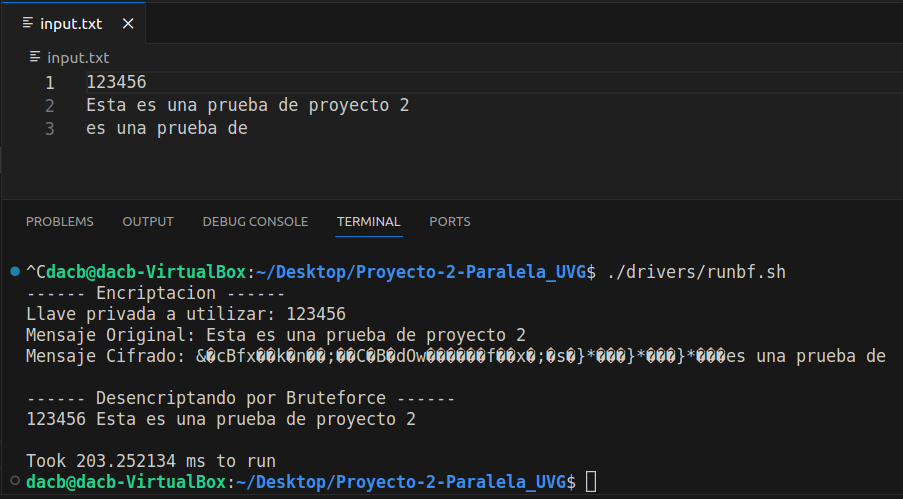 input.txt
input.txt
1 123456
2 Esta es una prueba de proyecto 2
3 es una prueba de
PROBLEMS OUTPUT DEBUG CONSOLE TERMINAL PORTS
^Cdacb@dacb-VirtualBox:~/Desktop/Proyecto-2-Paralela_UVG$ ./drivers/runbf.sh
------ Encriptacion ------
Llave privada a utilizar: 123456
Mensaje Original: Esta es una prueba de proyecto 2
Mensaje Cifrado: &�cBfx��k�n��;��C�B�dOw������f��x�;�s�}*���}*���}*���es una prueba de
------ Desencriptando por Bruteforce ------
123456 Esta es una prueba de proyecto 2
Took 203.252134 ms to run
dacb@dacb-VirtualBox:~/Desktop/Proyecto-2-Paralela_UVG$